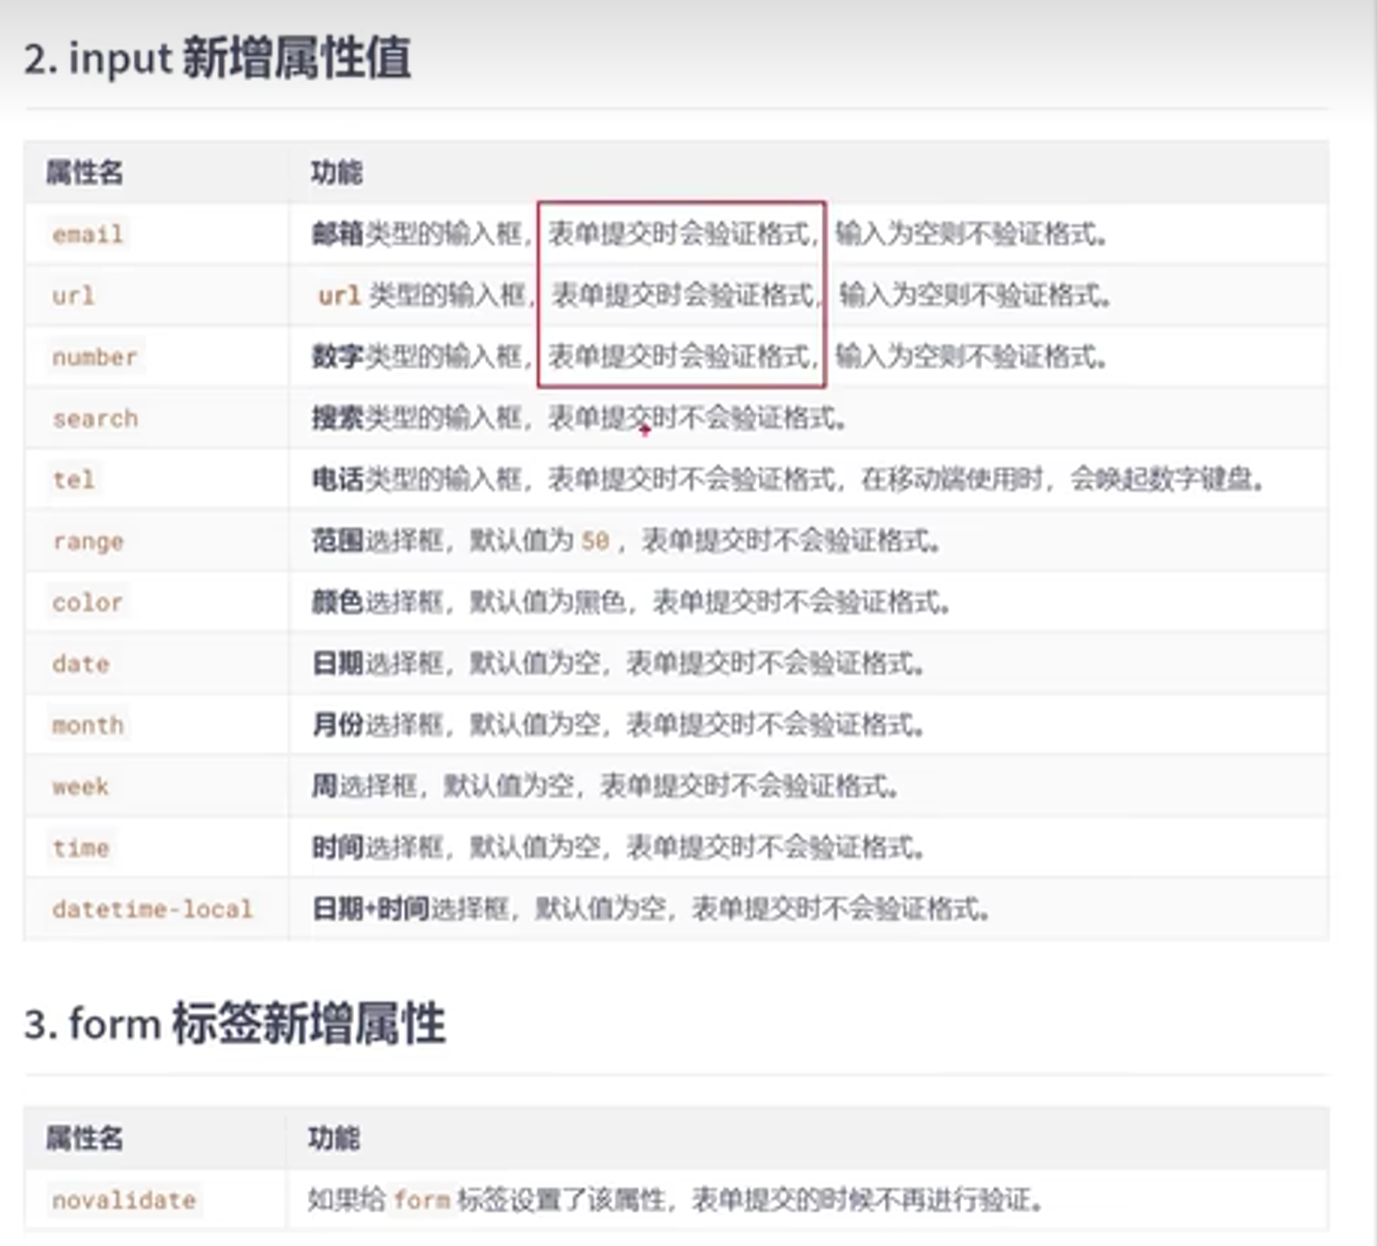 2. input 新增属性值
属性名 功能
email 邮箱类型的输入框，表单提交时会验证格式，输入为空则不验证格式。
url url 类型的输入框，表单提交时会验证格式，输入为空则不验证格式。
number 数字类型的输入框，表单提交时会验证格式，输入为空则不验证格式。
search 搜索类型的输入框，表单提交时不会验证格式。
tel 电话类型的输入框，表单提交时不会验证格式，在移动端使用时，会唤起数字键盘。
range 范围选择框，默认值为 50 ，表单提交时不会验证格式。
color 颜色选择框，默认值为黑色，表单提交时不会验证格式。
date 日期选择框，默认值为空，表单提交时不会验证格式。
month 月份选择框，默认值为空，表单提交时不会验证格式。
week 周选择框，默认值为空，表单提交时不会验证格式。
time 时间选择框，默认值为空，表单提交时不会验证格式。
datetime-local 日期+时间选择框，默认值为空，表单提交时不会验证格式。
3. form 标签新增属性
属性名 功能
novalidate 如果给 form 标签设置了该属性，表单提交的时候不再进行验证。